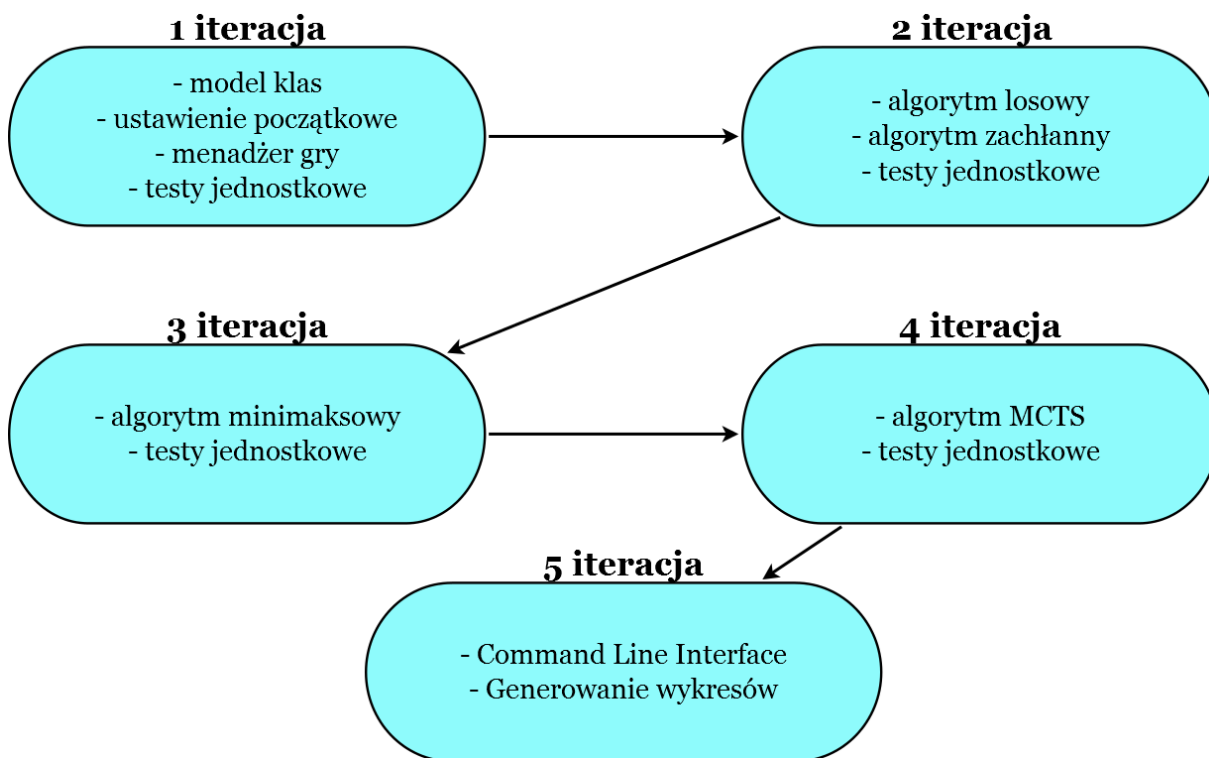 1 iteracja
- model klas
- ustawienie początkowe
- menadżer gry
- testy jednostkowe
2 iteracja
- algorytm losowy
- algorytm zachłanny
- testy jednostkowe
3 iteracja
- algorytm minimaksowy
- testy jednostkowe
4 iteracja
- algorytm MCTS
- testy jednostkowe
5 iteracja
- Command Line Interface
- Generowanie wykresów